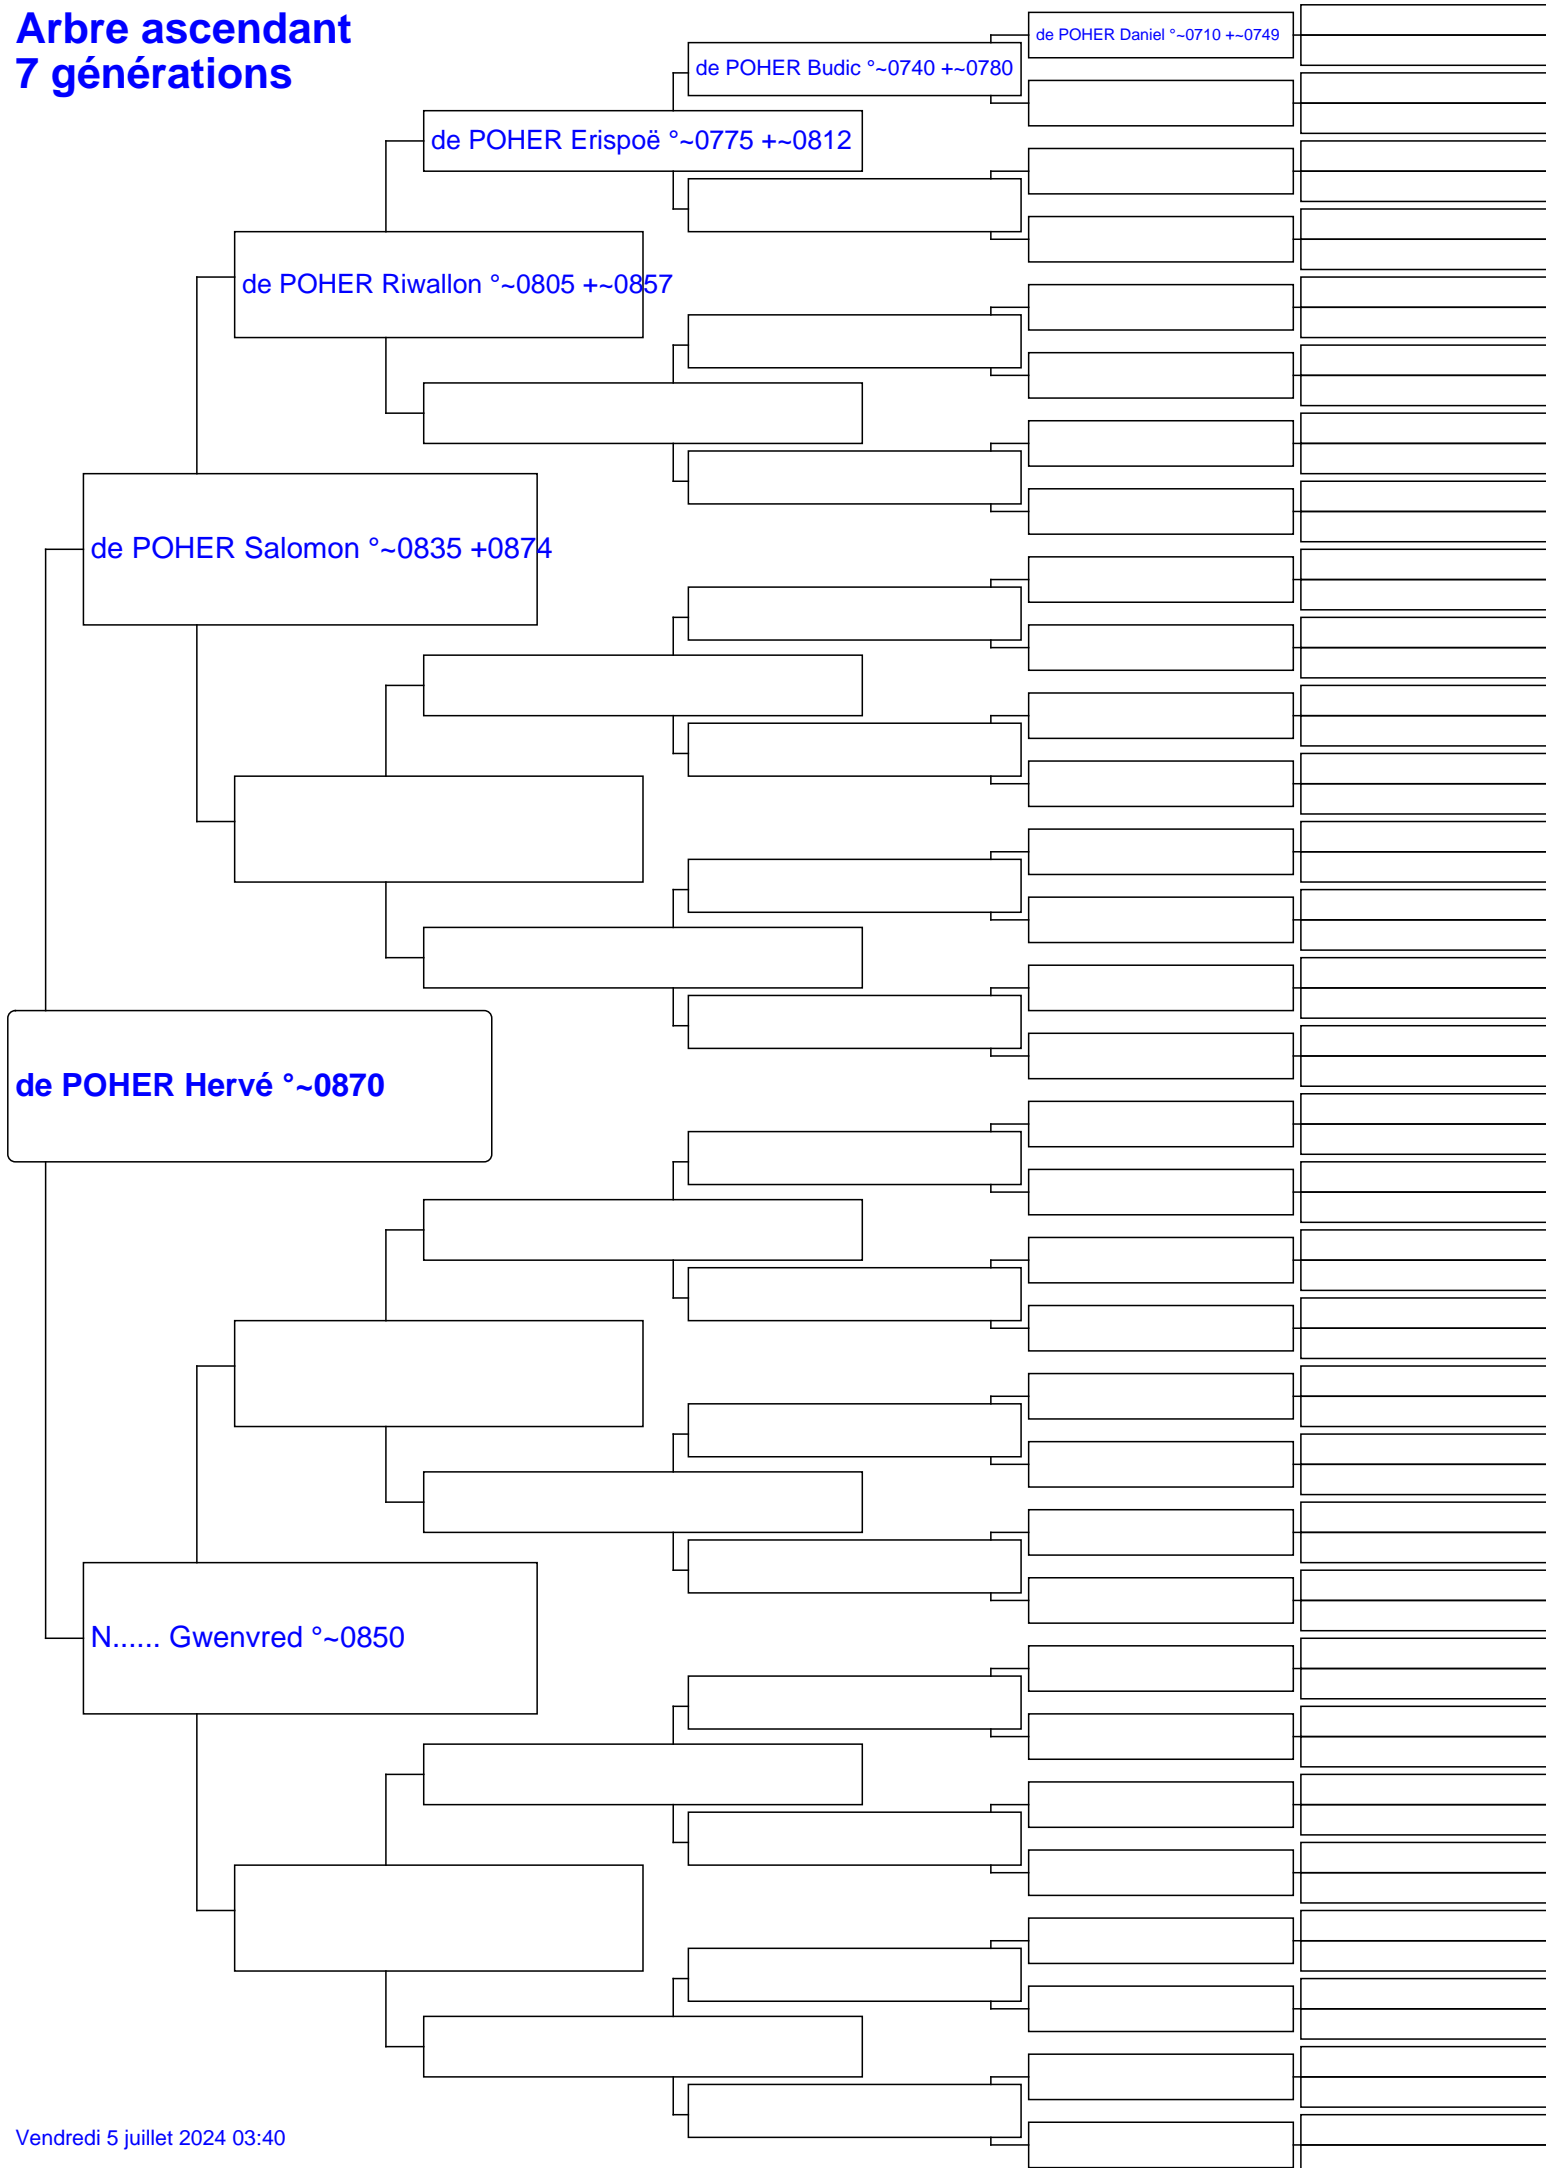 Arbre ascendant
7 générations
de POHER Daniel °~0710 +~0749
de POHER Budic °~0740 +~0780
de POHER Erispoë °~0775 +~0812
de POHER Riwallon °~0805 +~0857
de POHER Salomon °~0835 +0874
de POHER Hervé °~0870
N...... Gwenvred °~0850
Vendredi 5 juillet 2024 03:40